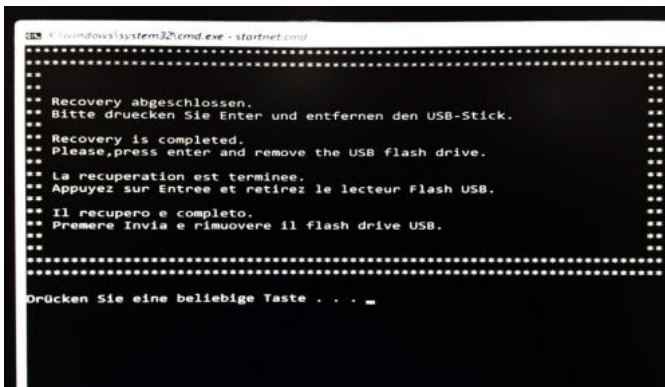 X:\windows\system32\cmd.exe - startnet.cmd
Recovery abgeschlossen.
Bitte druecken Sie Enter und entfernen den USB-Stick.
Recovery is completed.
Please,press enter and remove the USB flash drive.
La recuperation est terminee.
Appuyez sur Entree et retirez le lecteur Flash USB.
Il recupero e completo.
Premere Invia e rimuovere il flash drive USB.
Drücken Sie eine beliebige Taste . . .